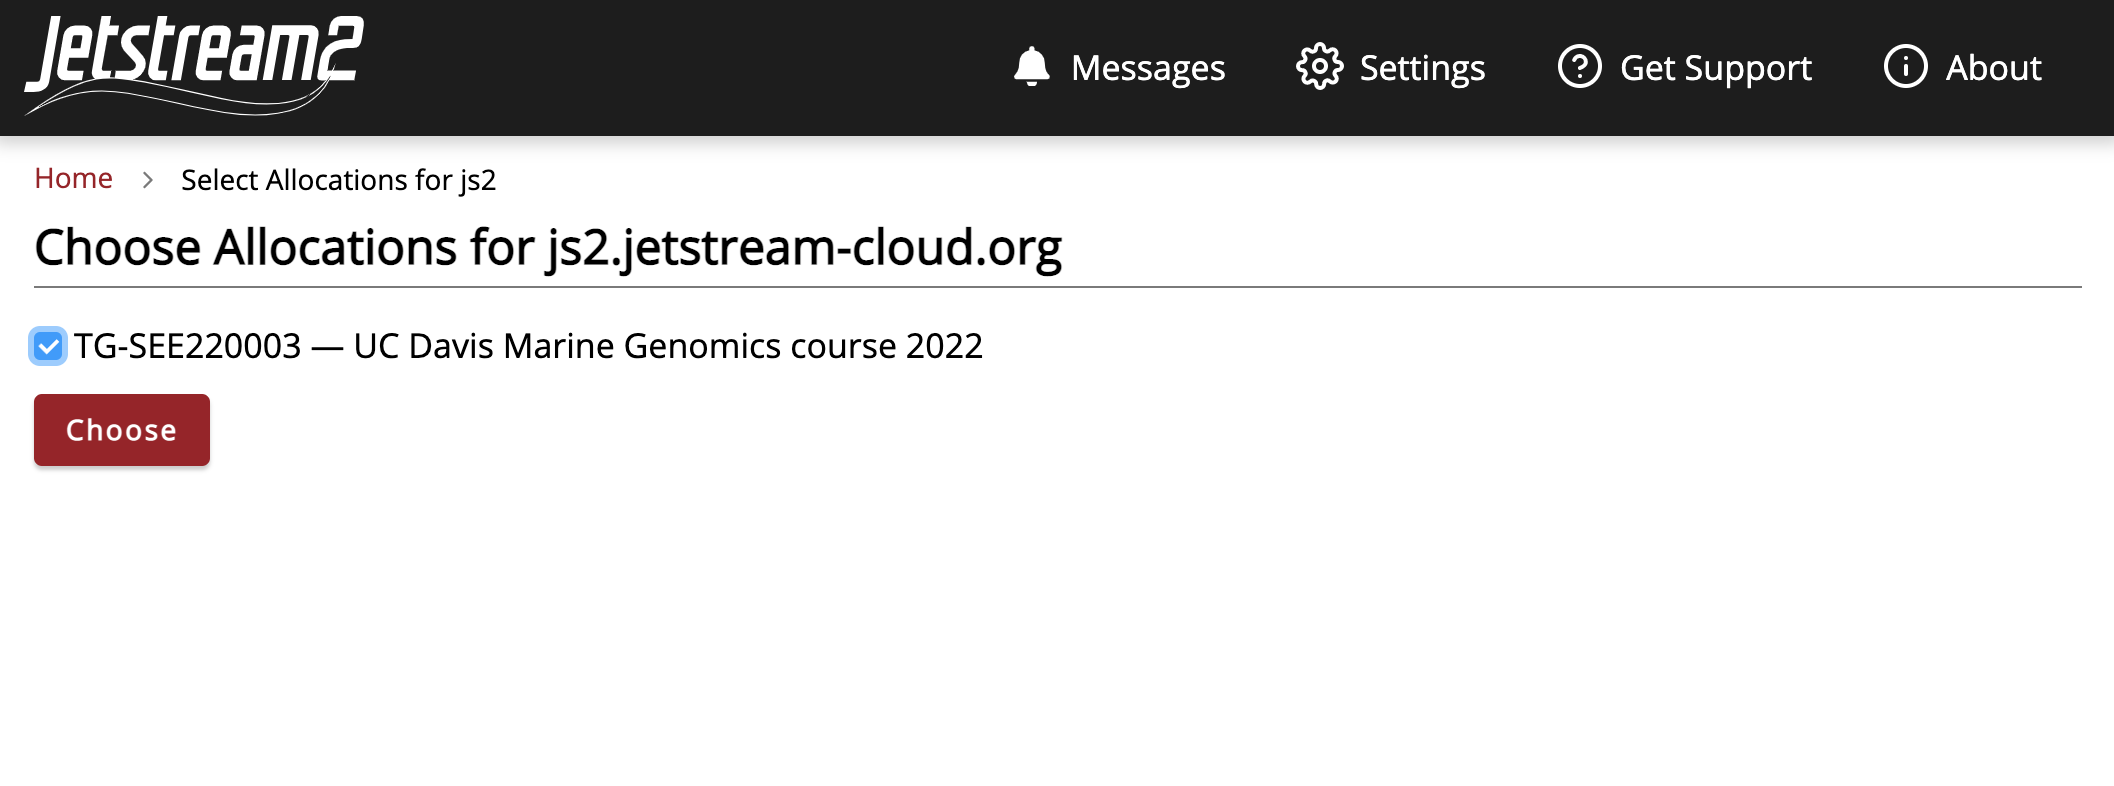 Jetstream2
Messages Settings Get Support About
Home > Select Allocations for js2
Choose Allocations for js2.jetstream-cloud.org
TG-SEE220003 — UC Davis Marine Genomics course 2022
Choose